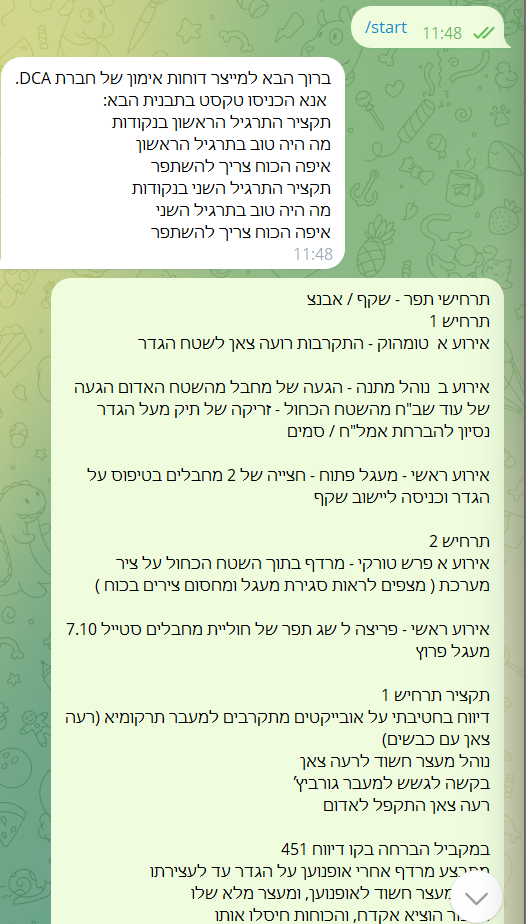 /start
11:48
ברוך הבא למייצר דוחות אימון של חברת DCA.
אנא הכניסו טקסט בתבנית הבא:
תקציר התרגיל הראשון בנקודות
מה היה טוב בתרגיל הראשון
איפה הכוח צריך להשתפר
תקציר התרגיל השני בנקודות
מה היה טוב בתרגיל השני
איפה הכוח צריך להשתפר
11:48
תרחישי תפר - שקף / אבנצ
תרחיש 1
אירוע א טומהוק - התקרבות רועה צאן לשטח הגדר
אירוע ב נוהל מתנה - הגעה של מחבל מהשטח האדום הגעה
של עוד שב"ח מהשטח הכחול - זריקה של תיק מעל הגדר
נסיון להברחת אמל"ח / סמים
אירוע ראשי - מעגל פתוח - חצייה של 2 מחבלים בטיפוס על
הגדר וכניסה ליישוב שקף
תרחיש 2
אירוע א פרש טורקי - מרדף בתוך השטח הכחול על ציר
מערכת ( מצפים לראות סגירת מעגל ומחסום צירים בכוח )
אירוע ראשי - פריצה ל שג תפר של חוליית מחבלים סטייל 7.10
מעגל פרוץ
תקציר תרחיש 1
דיווח בחטיבתי על אובייקטים מתקרבים למעבר תרקומיא (רעה
צאן עם כבשים)
נוהל מעצר חשוד לרעה צאן
בקשה לגשש למעבר גורביץ'
רעה צאן התקפל לאדום
במקביל הברחה בקו דיווח 451
מתבצע מרדף אחרי אופנוען על הגדר עד לעצירתו
מעצר חשוד לאופנוען, ומעצר מלא שלו
הוציא אקדח, והכוחות חיסלו אותו